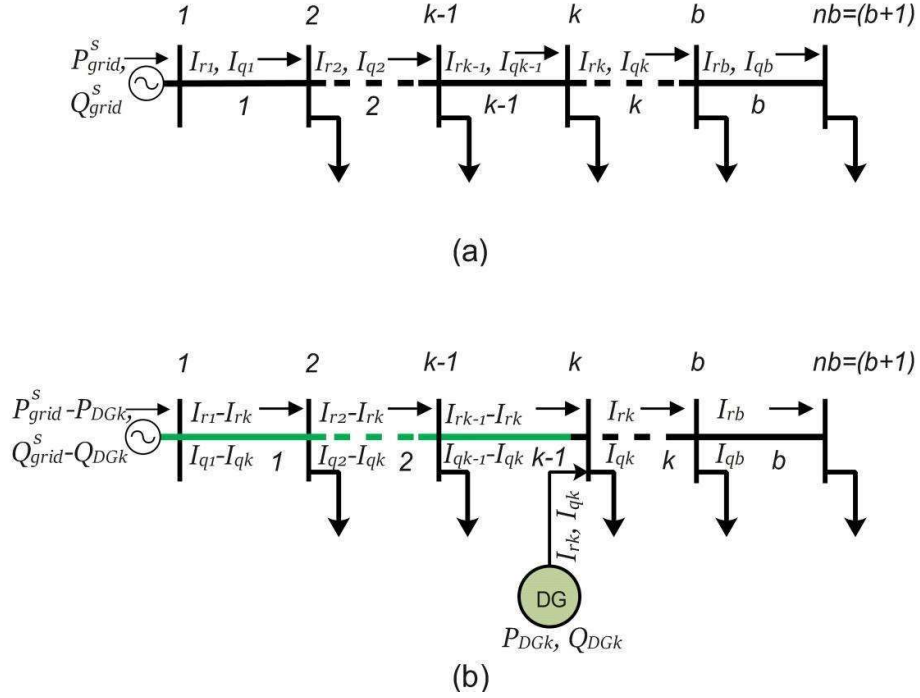 1 2 k-1 k b nb=(b+1)
P^s_grid, I_r1, I_q1 I_r2, I_q2 I_rk-1, I_qk-1 I_rk, I_qk I_rb, I_qb
Q^s_grid 1 2 k-1 k b
(a)
1 2 k-1 k b nb=(b+1)
P^s_grid-P_DGk, I_r1-I_rk I_r2-I_rk I_rk-1-I_rk I_rk I_rb
Q^s_grid-Q_DGk I_q1-I_qk 1 I_q2-I_qk 2 I_qk-1-I_qk k-1 I_qk k I_qb b
I_rk, I_qk
DG
P_DGk, Q_DGk
(b)